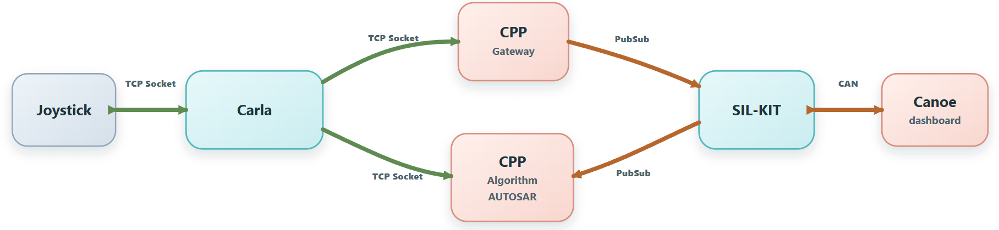 Joystick
TCP Socket
Carla
TCP Socket
CPP
Gateway
PubSub
TCP Socket
CPP
Algorithm
AUTOSAR
PubSub
SIL-KIT
CAN
Canoe
dashboard